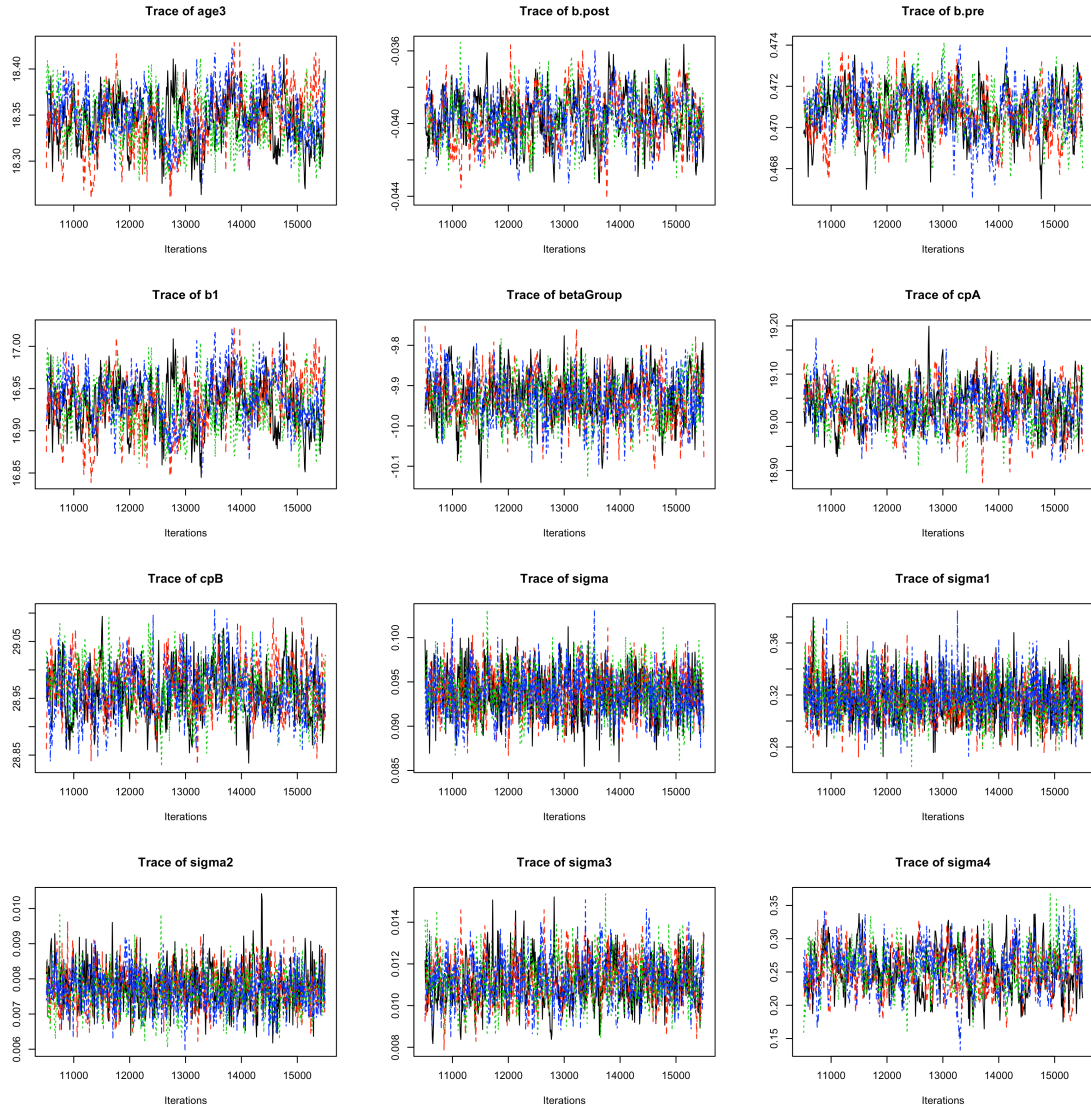 Trace of age3
Trace of b.post
Trace of b.pre
18.30 18.35 18.40
-0.044 -0.040 -0.036
0.468 0.470 0.472 0.474
11000 12000 13000 14000 15000
11000 12000 13000 14000 15000
11000 12000 13000 14000 15000
Iterations
Iterations
Iterations
Trace of b1
Trace of betaGroup
Trace of cpA
16.85 16.90 16.95 17.00
-10.1 -10.0 -9.9 -9.8
18.90 19.00 19.10 19.20
11000 12000 13000 14000 15000
11000 12000 13000 14000 15000
11000 12000 13000 14000 15000
Iterations
Iterations
Iterations
Trace of cpB
Trace of sigma
Trace of sigma1
28.85 28.95 29.05
0.085 0.090 0.095 0.100
0.28 0.32 0.36
11000 12000 13000 14000 15000
11000 12000 13000 14000 15000
11000 12000 13000 14000 15000
Iterations
Iterations
Iterations
Trace of sigma2
Trace of sigma3
Trace of sigma4
0.006 0.007 0.008 0.009 0.010
0.008 0.010 0.012 0.014
0.15 0.20 0.25 0.30 0.35
11000 12000 13000 14000 15000
11000 12000 13000 14000 15000
11000 12000 13000 14000 15000
Iterations
Iterations
Iterations